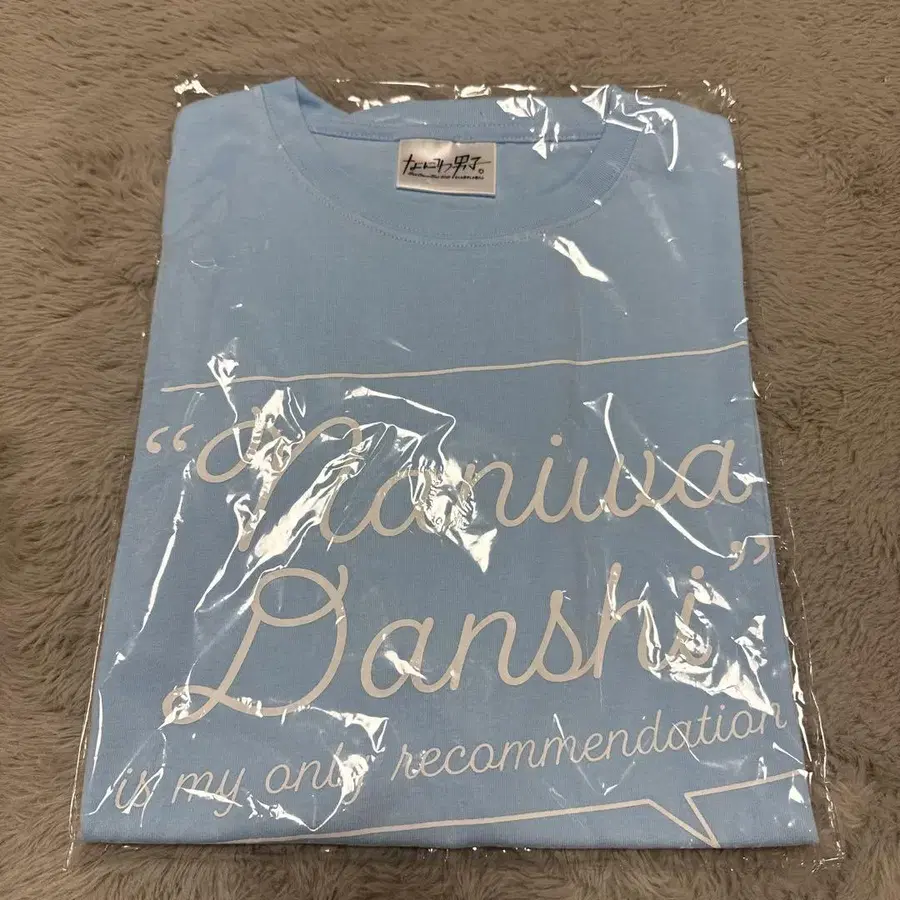 なにわ男子。
“Naniwa
Danshi”
is my only recommendation